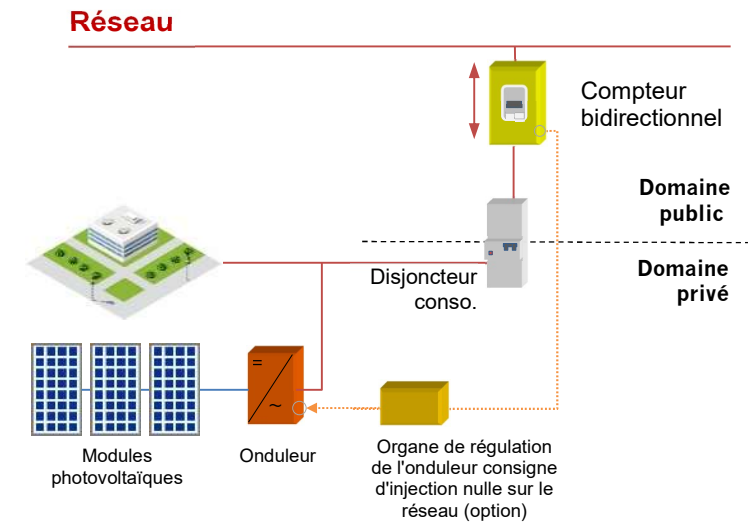 Réseau
Compteur
bidirectionnel
Domaine
public
Domaine
privé
Disjoncteur
conso.
=
~
Modules
photovoltaïques
Onduleur
Organe de régulation
de l'onduleur consigne
d'injection nulle sur le
réseau (option)